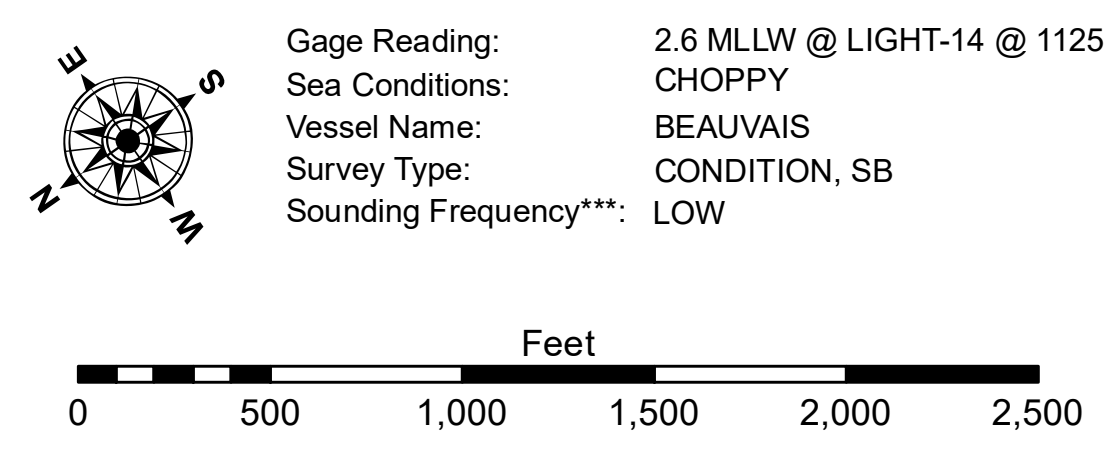 E
S
N
W
Gage Reading: 2.6 MLLW @ LIGHT-14 @ 1125
Sea Conditions: CHOPPY
Vessel Name: BEAUVAIS
Survey Type: CONDITION, SB
Sounding Frequency***: LOW
Feet
0 500 1,000 1,500 2,000 2,500